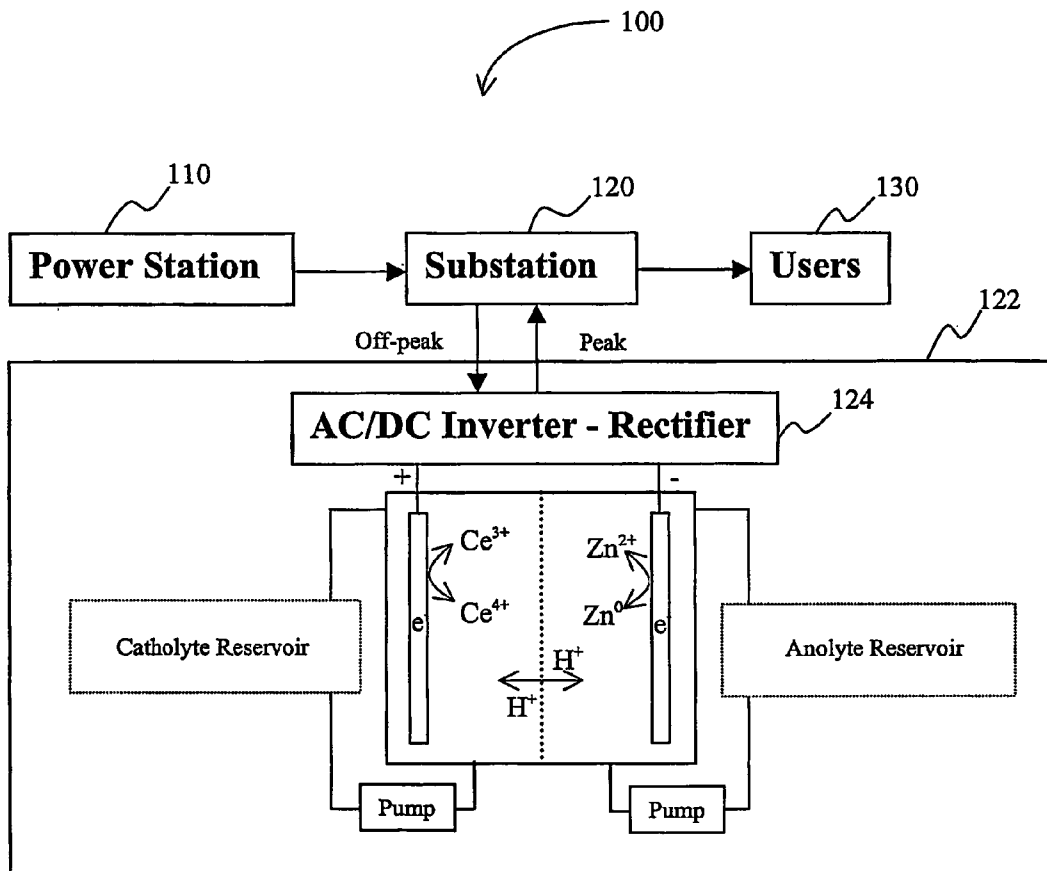 100
110
120
130
Power Station
Substation
Users
122
Off-peak
Peak
124
AC/DC Inverter - Rectifier
+
-
Ce³⁺
Zn²⁺
Ce⁴⁺
Zn⁰
e⁻
e⁻
Catholyte Reservoir
Anolyte Reservoir
H⁺
H⁺
Pump
Pump